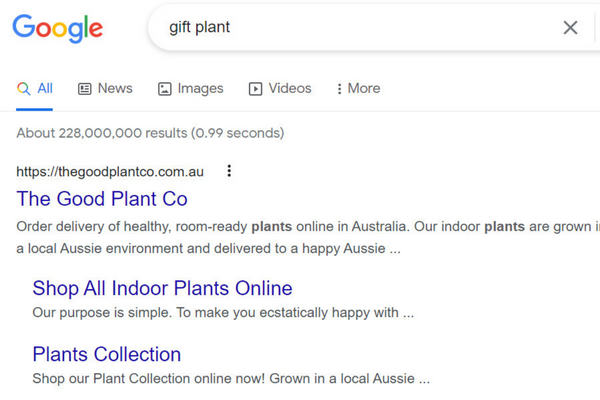 Google
gift plant
All News Images Videos More
About 228,000,000 results (0.99 seconds)
https://thegoodplantco.com.au
The Good Plant Co
Order delivery of healthy, room-ready plants online in Australia. Our indoor plants are grown
a local Aussie environment and delivered to a happy Aussie ...
Shop All Indoor Plants Online
Our purpose is simple. To make you ecstatically happy with ...
Plants Collection
Shop our Plant Collection online now! Grown in a local Aussie ...